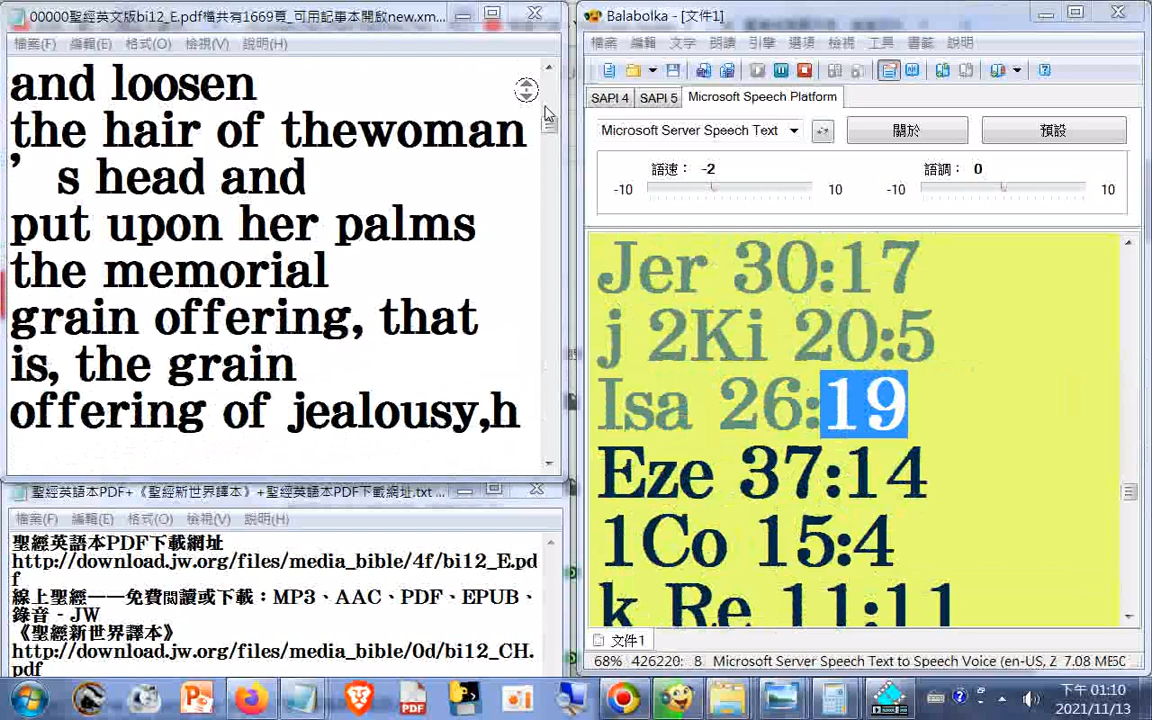 00000聖經英文版bi12_E.pdf檔共有1669頁_可用記事本開啟new.xm...
檔案(F) 編輯(E) 格式(O) 檢視(V) 說明(H)
and loosen
the hair of thewoman
’ s head and
put upon her palms
the memorial
grain offering, that
is, the grain
offering of jealousy,h
聖經英語本PDF+《聖經新世界譯本》+聖經英語本PDF下載網址.txt ...
檔案(F) 編輯(E) 格式(O) 檢視(V) 說明(H)
聖經英語本PDF下載網址
http://download.jw.org/files/media_bible/4f/bi12_E.pd
f
線上聖經——免費閱讀或下載：MP3、AAC、PDF、EPUB、
錄音 - JW
《聖經新世界譯本》
http://download.jw.org/files/media_bible/0d/bi12_CH.
pdf
Balabolka - [文件1]
檔案 編輯 文字 朗讀 引擎 選項 檢視 工具 書籤 說明
SAPI 4 SAPI 5 Microsoft Speech Platform
Microsoft Server Speech Text 關於 預設
語速： -2 語調： 0
-10 10 -10 10
Jer 30:17
j 2Ki 20:5
Isa 26:19
Eze 37:14
1Co 15:4
k Re 11:11
文件1
68% 426220: 8 Microsoft Server Speech Text to Speech Voice (en-US, Z 7.08 ME50
下午 01:10
2021/11/13